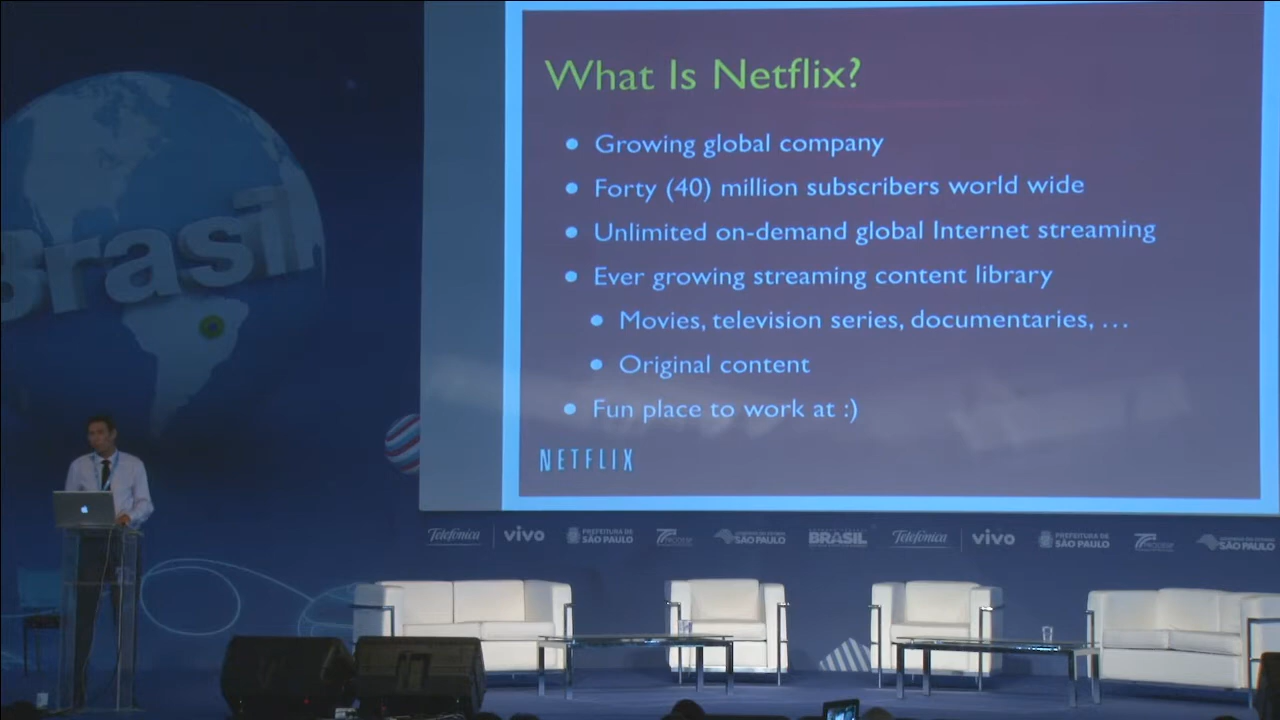 What Is Netflix?
• Growing global company
• Forty (40) million subscribers world wide
• Unlimited on-demand global Internet streaming
• Ever growing streaming content library
• Movies, television series, documentaries, …
• Original content
• Fun place to work at :)
NETFLIX
Brasil
Telefónica vivo PREFEITURA DE SÃO PAULO SÃO PAULO BRASIL Telefónica vivo PREFEITURA DE SÃO PAULO SÃO PAULO